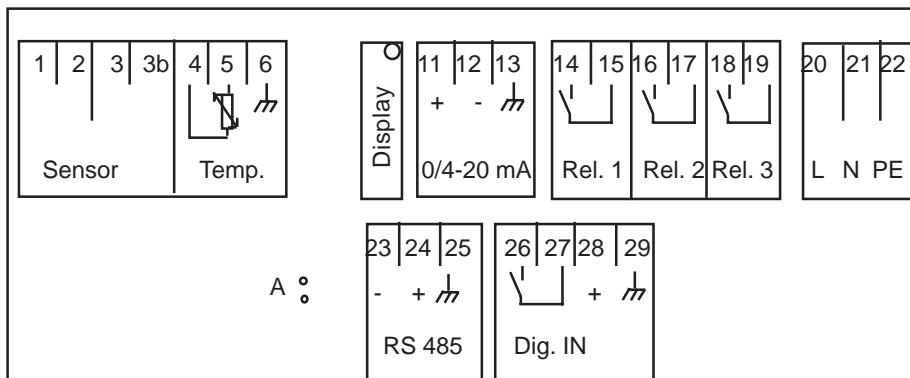 1 2 3 3b 4 5 6 11 12 13 14 15 16 17 18 19 20 21 22
Display
+ -
Sensor Temp. 0/4-20 mA Rel. 1 Rel. 2 Rel. 3 L N PE
23 24 25 26 27 28 29
A
- + +
RS 485 Dig. IN